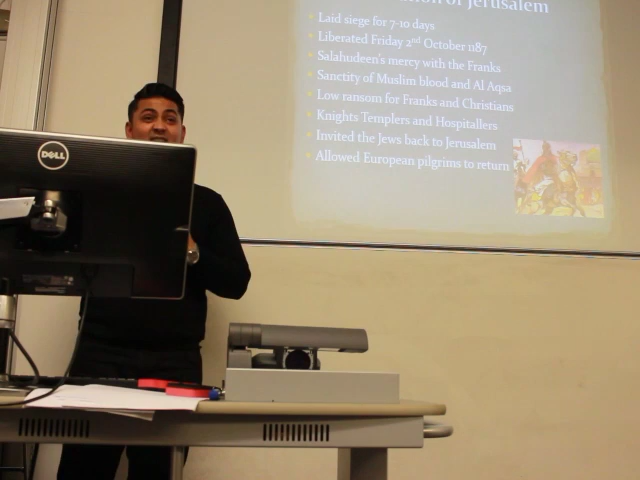 of Jerusalem
Laid siege for 7-10 days
Liberated Friday 2nd October 1187
Salahudeen's mercy with the Franks
Sanctity of Muslim blood and Al Aqsa
Low ransom for Franks and Christians
Knights Templers and Hospitallers
Invited the Jews back to Jerusalem
Allowed European pilgrims to return
DELL